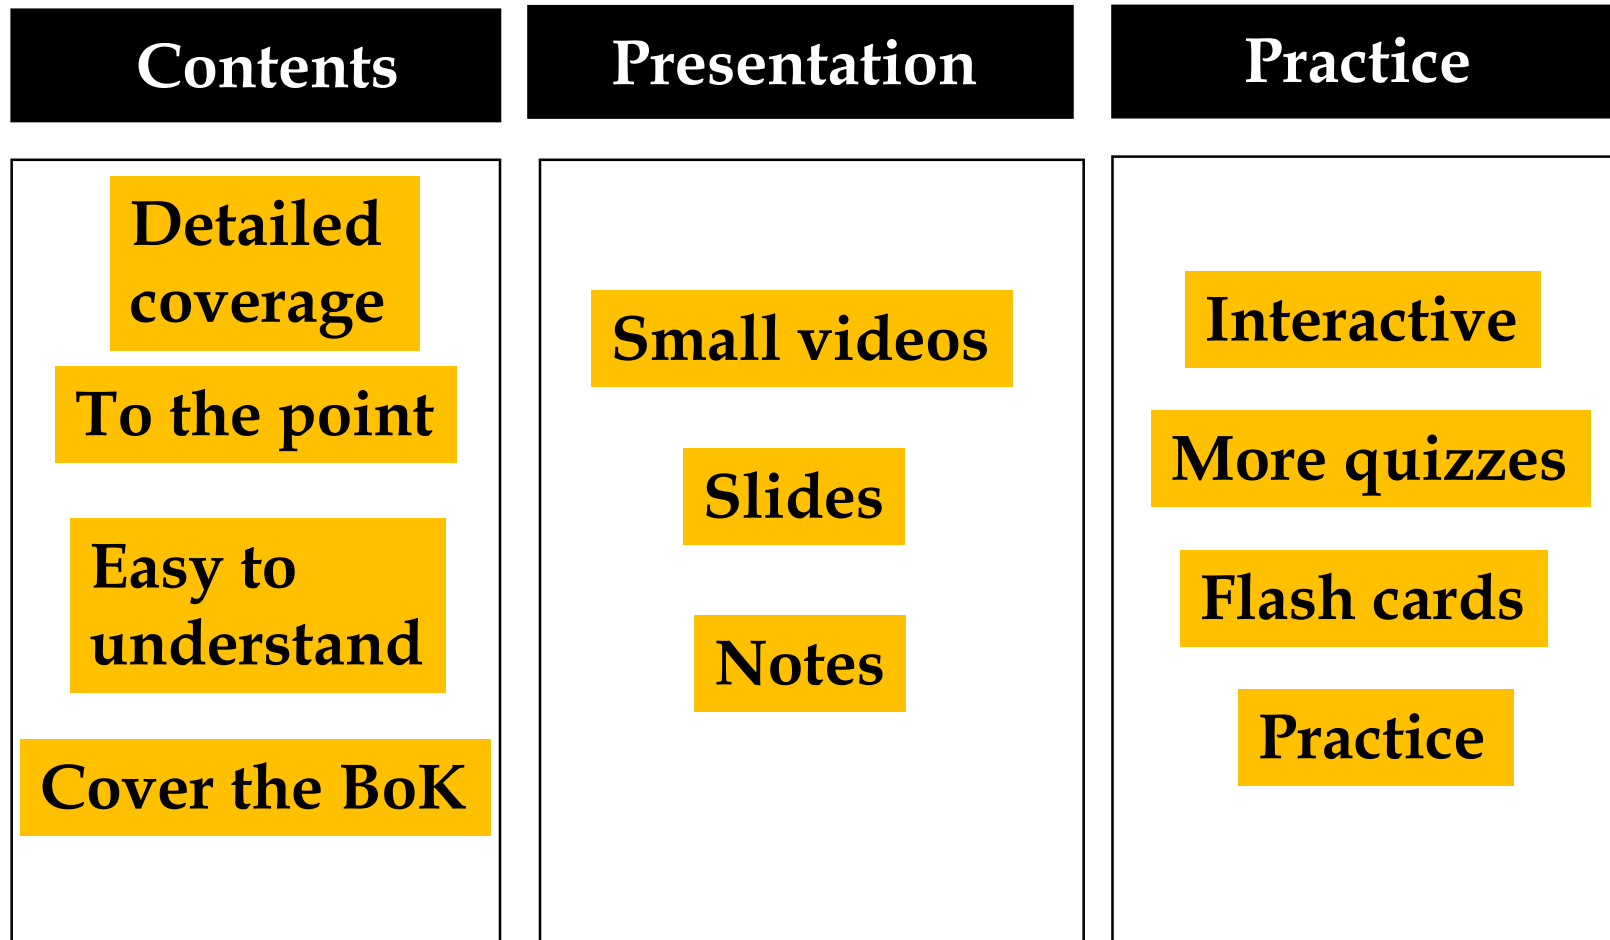 Contents
Detailed
coverage
To the point
Easy to
understand
Cover the BoK
Presentation
Small videos
Slides
Notes
Practice
Interactive
More quizzes
Flash cards
Practice